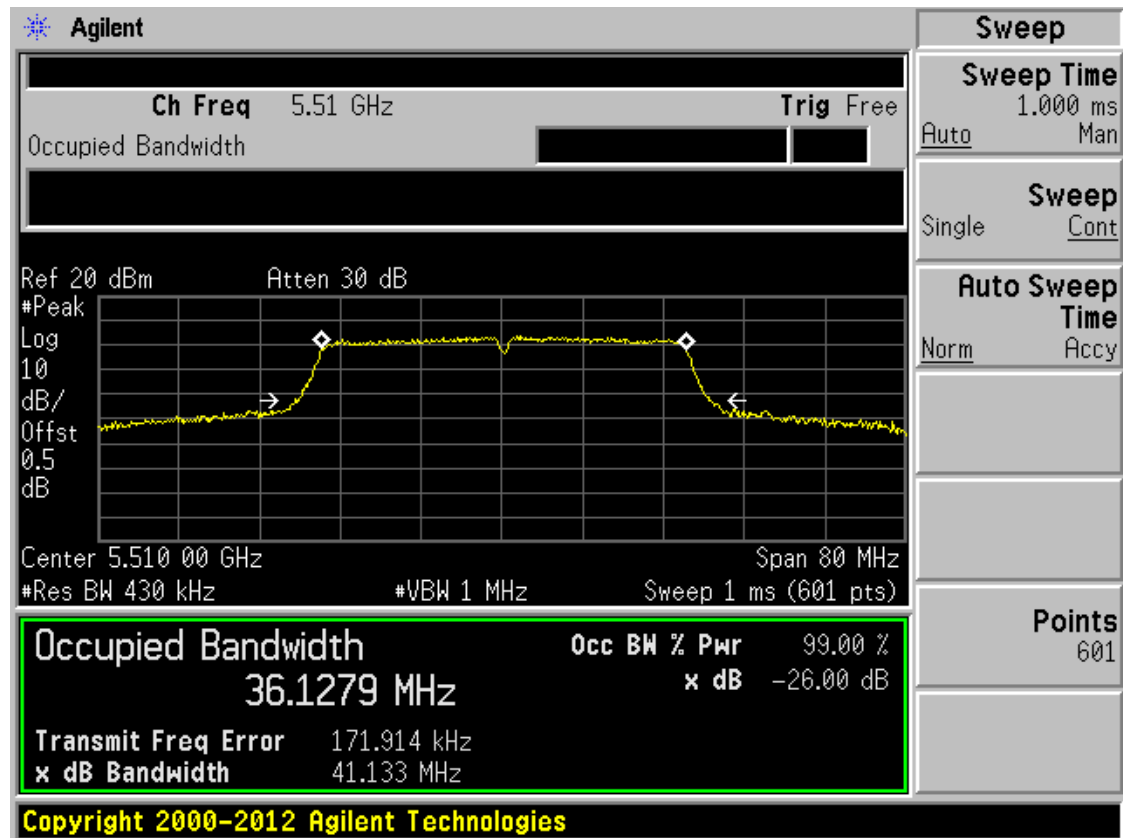 Agilent
Sweep
Ch Freq 5.51 GHz Trig Free
Occupied Bandwidth
Sweep Time
1.000 ms
Auto Man
Sweep
Single Cont
Auto Sweep
Time
Norm Accy
Points
601
Ref 20 dBm Atten 30 dB
#Peak
Log
10
dB/
Offst
0.5
dB
Center 5.510 00 GHz Span 80 MHz
#Res BW 430 kHz #VBW 1 MHz Sweep 1 ms (601 pts)
Occupied Bandwidth
36.1279 MHz
Occ BW % Pwr 99.00 %
x dB -26.00 dB
Transmit Freq Error 171.914 kHz
x dB Bandwidth 41.133 MHz
Copyright 2000-2012 Agilent Technologies